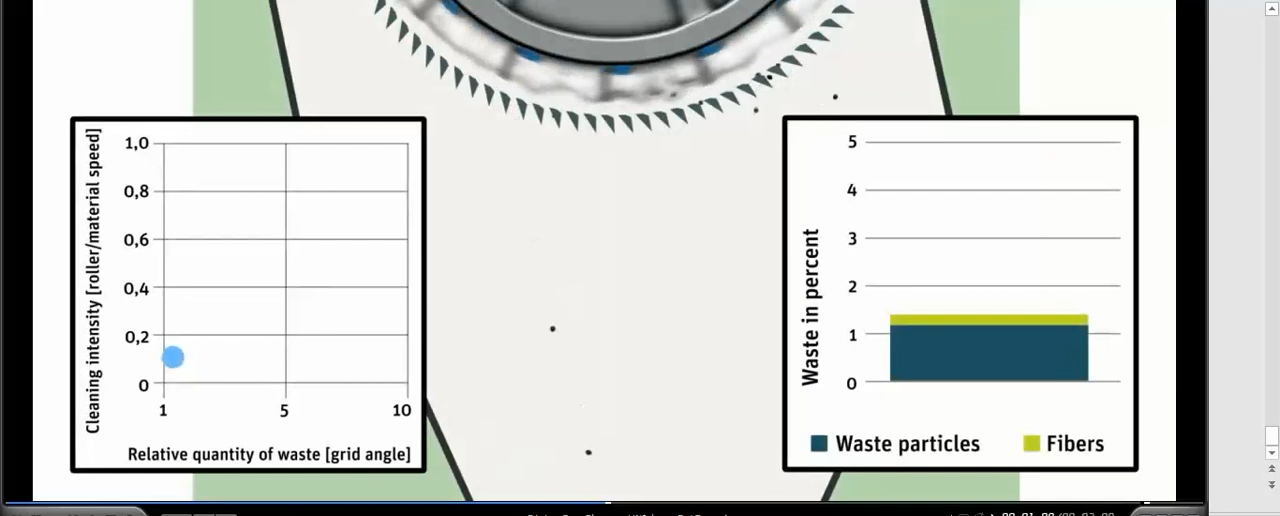 Cleaning intensity [roller/material speed]
1,0
0,8
0,6
0,4
0,2
0
1 5 10
Relative quantity of waste [grid angle]
Waste in percent
5
4
3
2
1
0
Waste particles Fibers